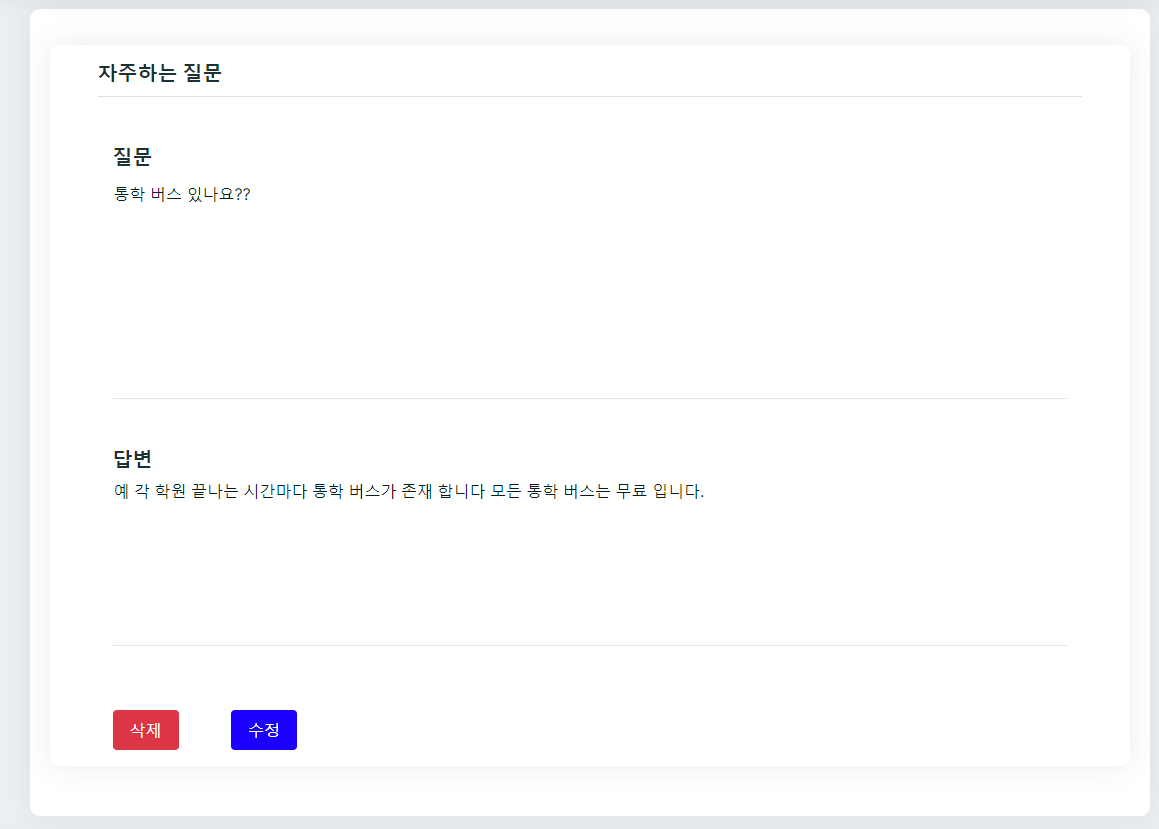 자주하는 질문
질문
통학 버스 있나요??
답변
예 각 학원 끝나는 시간마다 통학 버스가 존재 합니다 모든 통학 버스는 무료 입니다.
삭제 수정